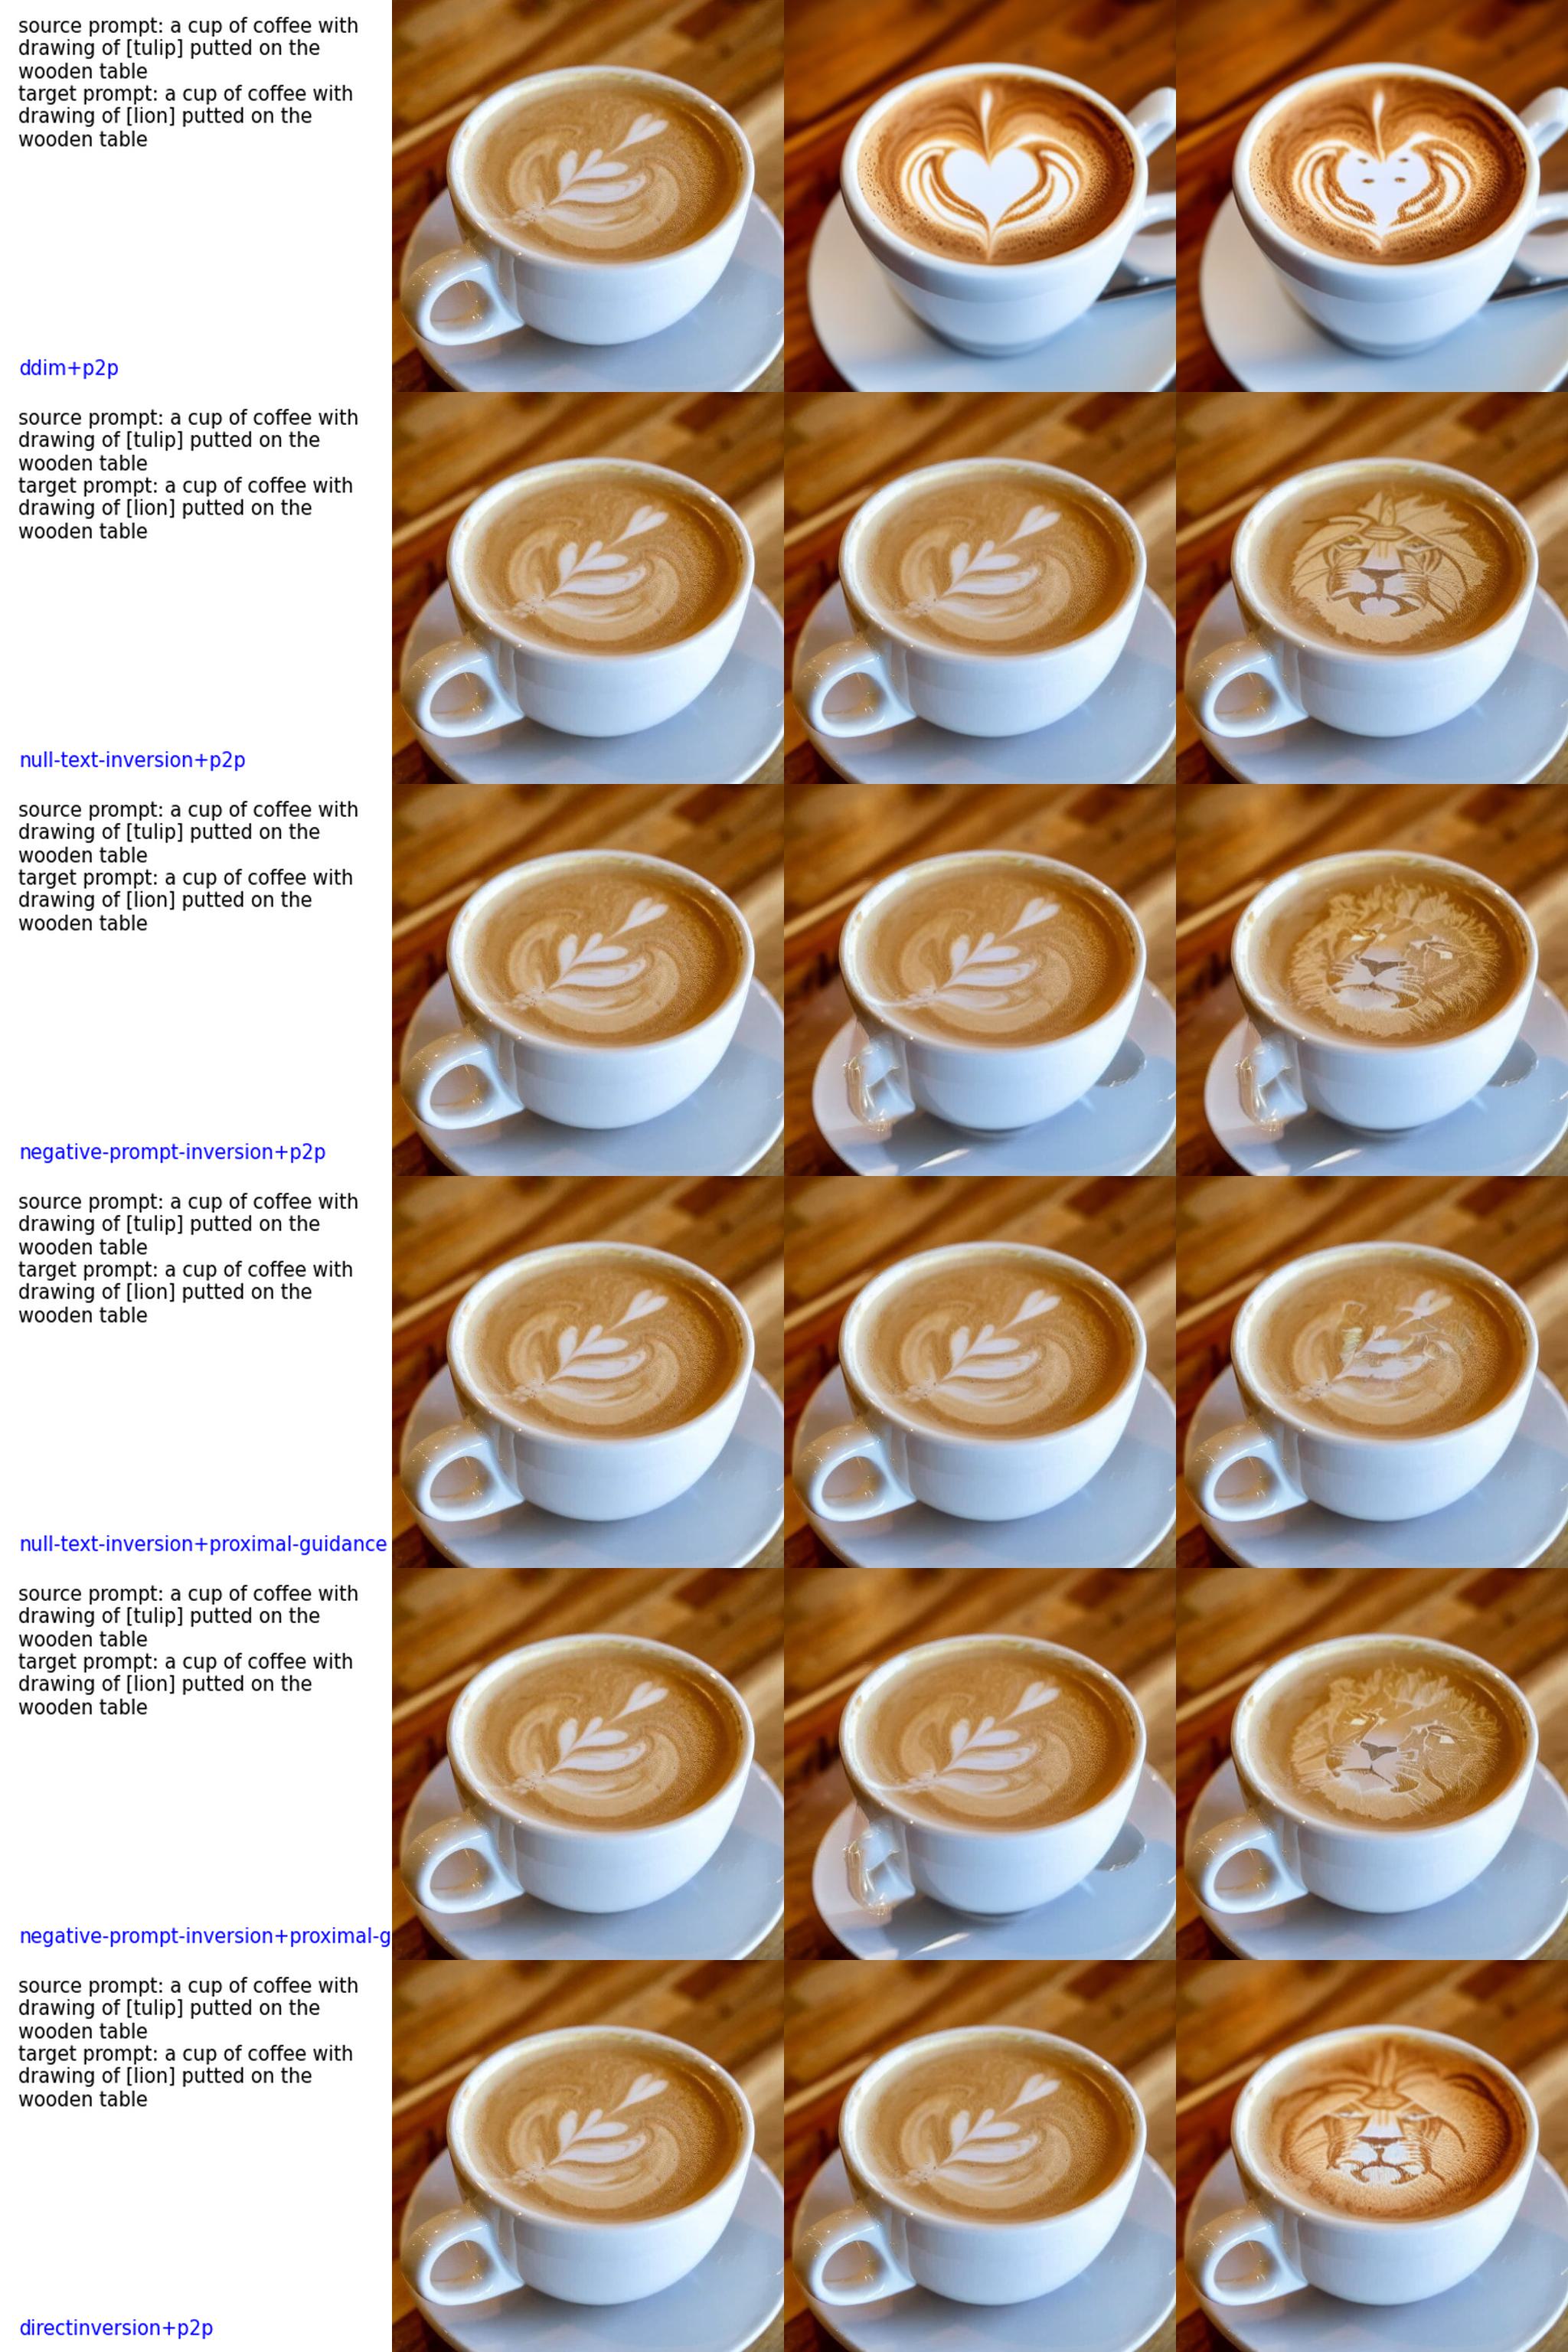 source prompt: a cup of coffee with
drawing of [tulip] putted on the
wooden table
target prompt: a cup of coffee with
drawing of [lion] putted on the
wooden table
ddim+p2p
source prompt: a cup of coffee with
drawing of [tulip] putted on the
wooden table
target prompt: a cup of coffee with
drawing of [lion] putted on the
wooden table
null-text-inversion+p2p
source prompt: a cup of coffee with
drawing of [tulip] putted on the
wooden table
target prompt: a cup of coffee with
drawing of [lion] putted on the
wooden table
negative-prompt-inversion+p2p
source prompt: a cup of coffee with
drawing of [tulip] putted on the
wooden table
target prompt: a cup of coffee with
drawing of [lion] putted on the
wooden table
null-text-inversion+proximal-guidance
source prompt: a cup of coffee with
drawing of [tulip] putted on the
wooden table
target prompt: a cup of coffee with
drawing of [lion] putted on the
wooden table
negative-prompt-inversion+proximal-g
source prompt: a cup of coffee with
drawing of [tulip] putted on the
wooden table
target prompt: a cup of coffee with
drawing of [lion] putted on the
wooden table
directinversion+p2p